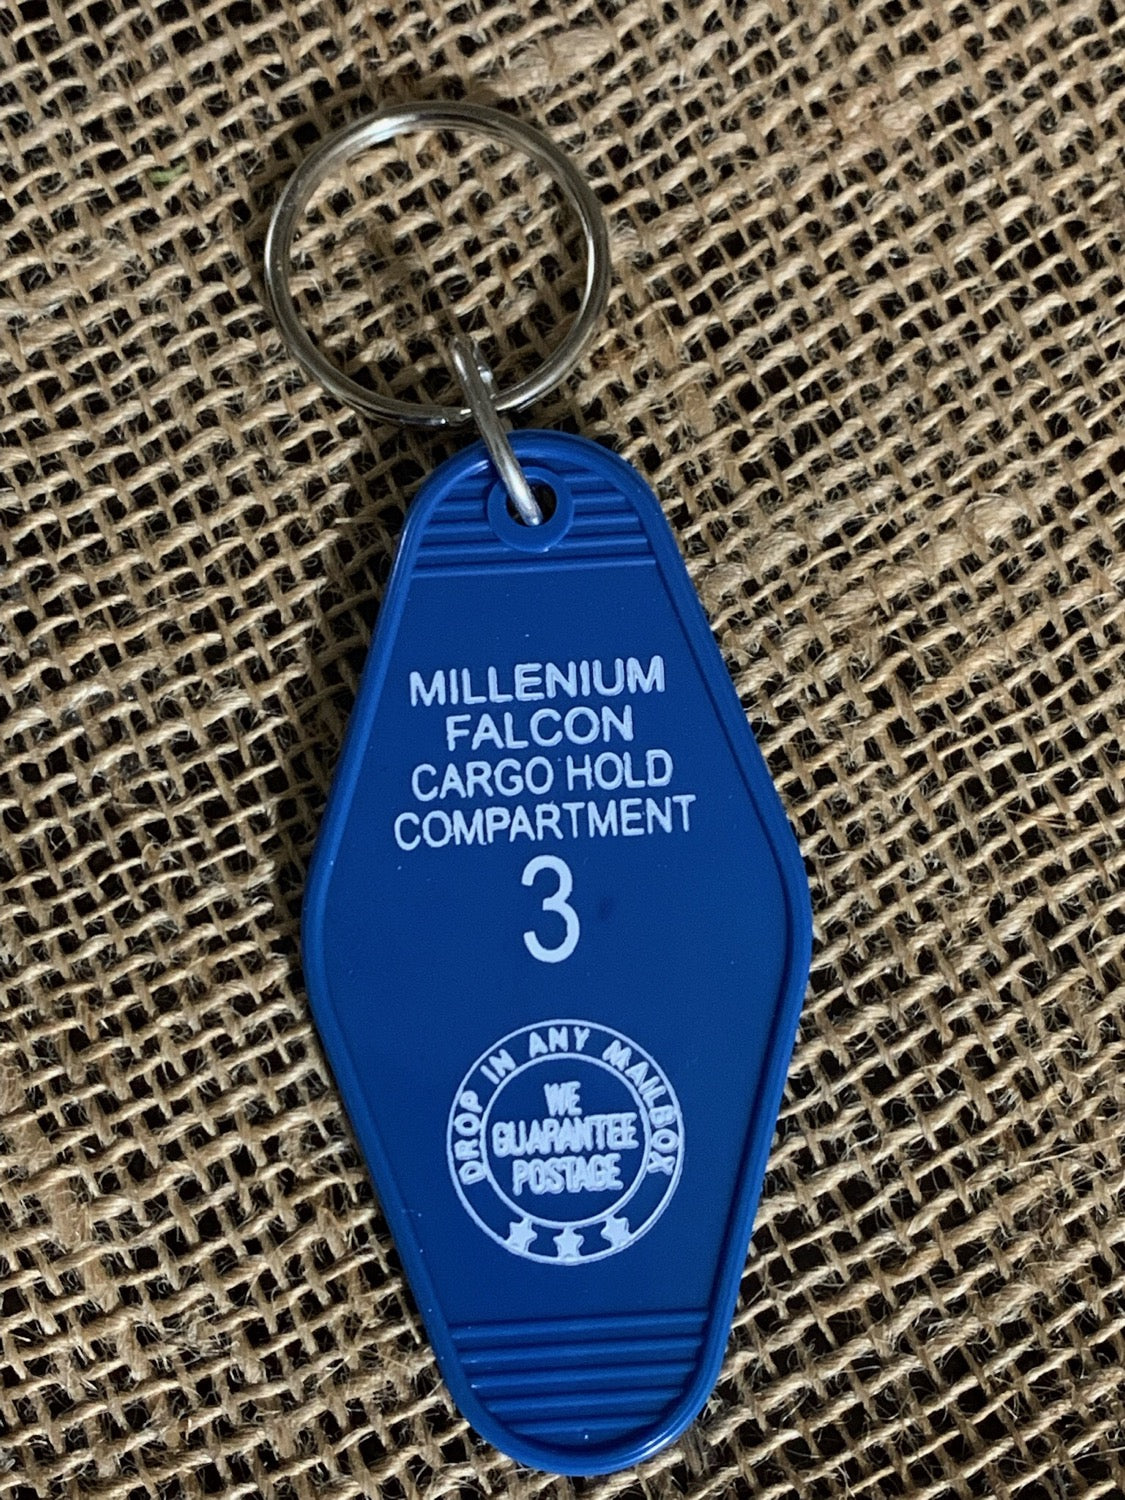 MILLENIUM
FALCON
CARGO HOLD
COMPARTMENT
3
DROP IN ANY MAILBOX
WE
GUARANTEE
POSTAGE